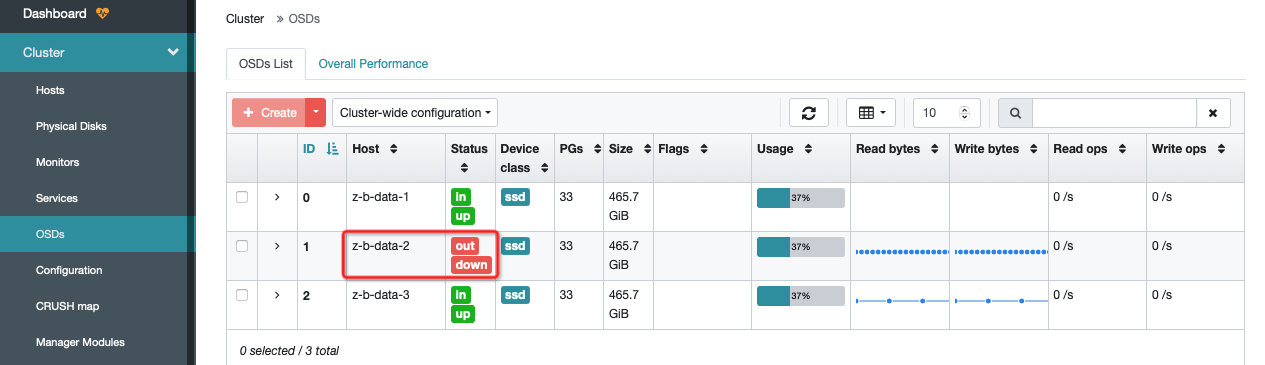 Dashboard
Cluster
Hosts
Physical Disks
Monitors
Services
OSDs
Configuration
CRUSH map
Manager Modules
Cluster » OSDs
OSDs List Overall Performance
+ Create Cluster-wide configuration 10
ID Host Status Device class PGs Size Flags Usage Read bytes Write bytes Read ops Write ops
0 z-b-data-1 in up ssd 33 465.7 GiB 37% 0 /s 0 /s
1 z-b-data-2 out down ssd 33 465.7 GiB 37% 0 /s 0 /s
2 z-b-data-3 in up ssd 33 465.7 GiB 37% 0 /s 0 /s
0 selected / 3 total